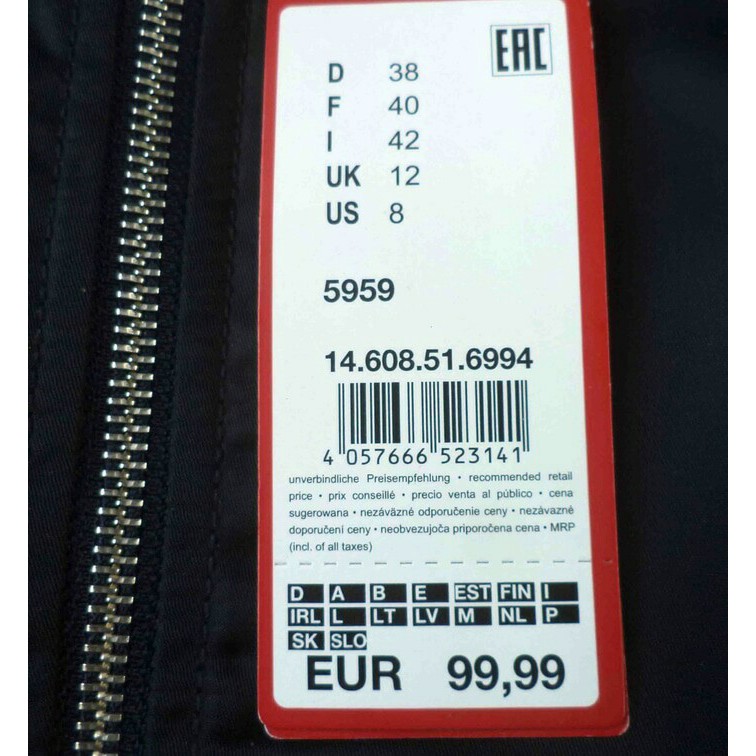 EAC
D 38
F 40
I 42
UK 12
US 8
5959
14.608.51.6994
4 057666 523141
unverbindliche Preisempfehlung • recommended retail
price • prix conseillé • precio venta al público • cena
sugerowana • nezáväzné odporučenie ceny • nezávazné
doporučení ceny • neobvezujoča priporočena cena • MRP
(incl. of all taxes)
D A B E EST FIN I
IRL L LT LV M NL P
SK SLO
EUR 99,99